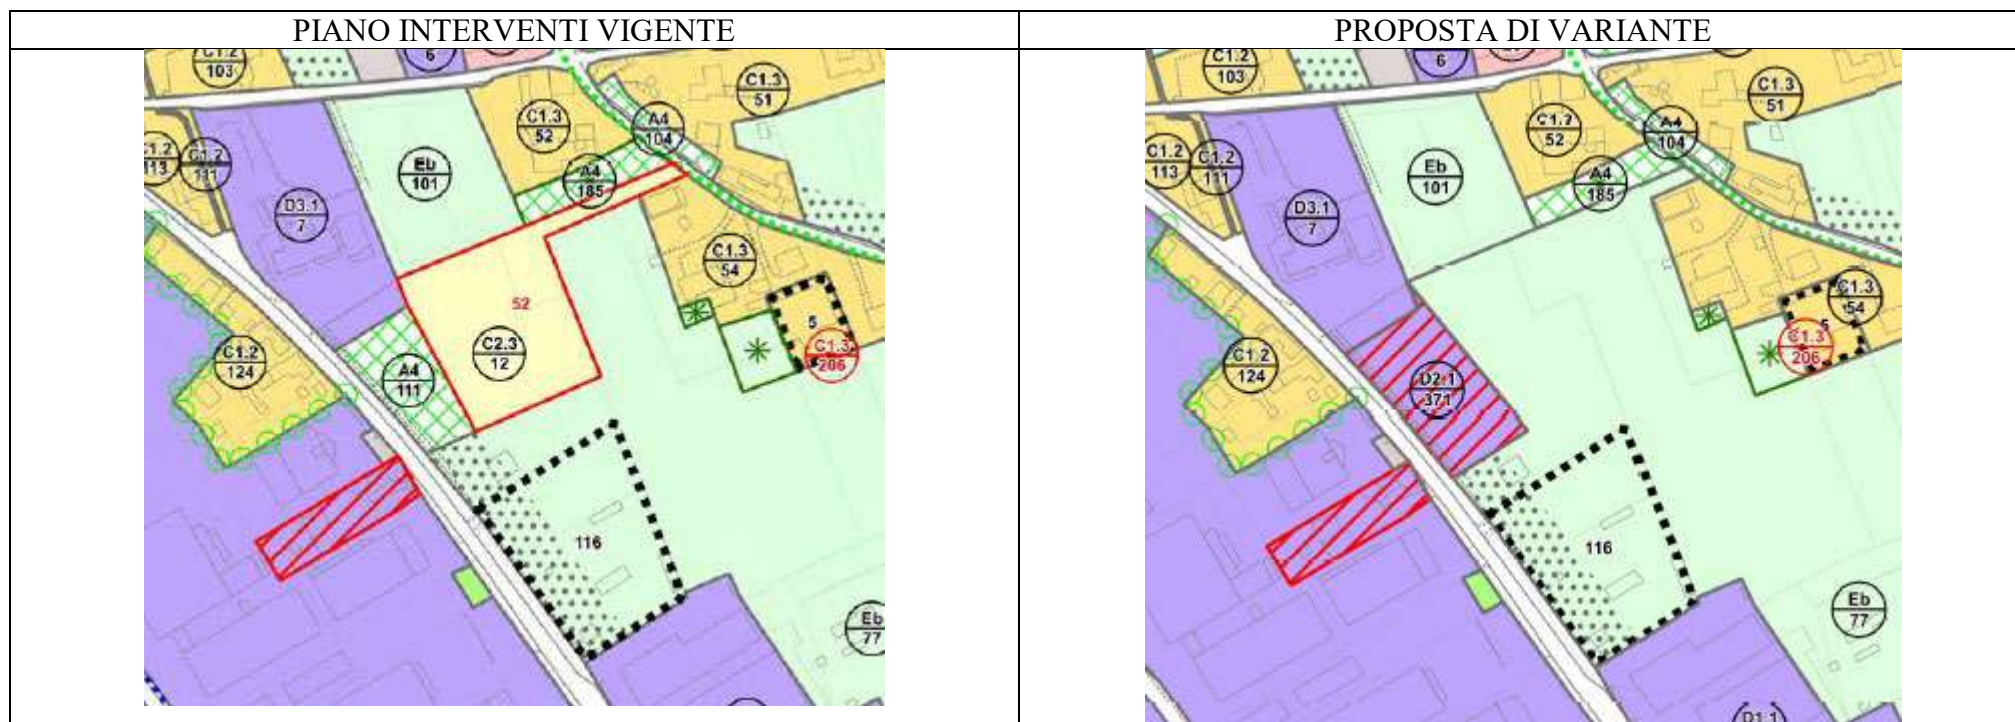 PIANO INTERVENTI VIGENTE
C1.2
103
6
C1.3
51
C1.3
52
A4
104
C1.2
113
C1.2
111
Eb
101
A4
185
D3.1
7
C1.3
54
52
5
C1.3
206
C2.3
12
C1.2
124
A4
111
116
Eb
77
PROPOSTA DI VARIANTE
C1.2
103
6
C1.3
51
C1.2
52
A4
104
C1.2
113
C1.2
111
Eb
101
A4
185
D3.1
7
C1.3
54
5
C1.3
206
C1.2
124
D2.1
371
116
Eb
77
D1.1